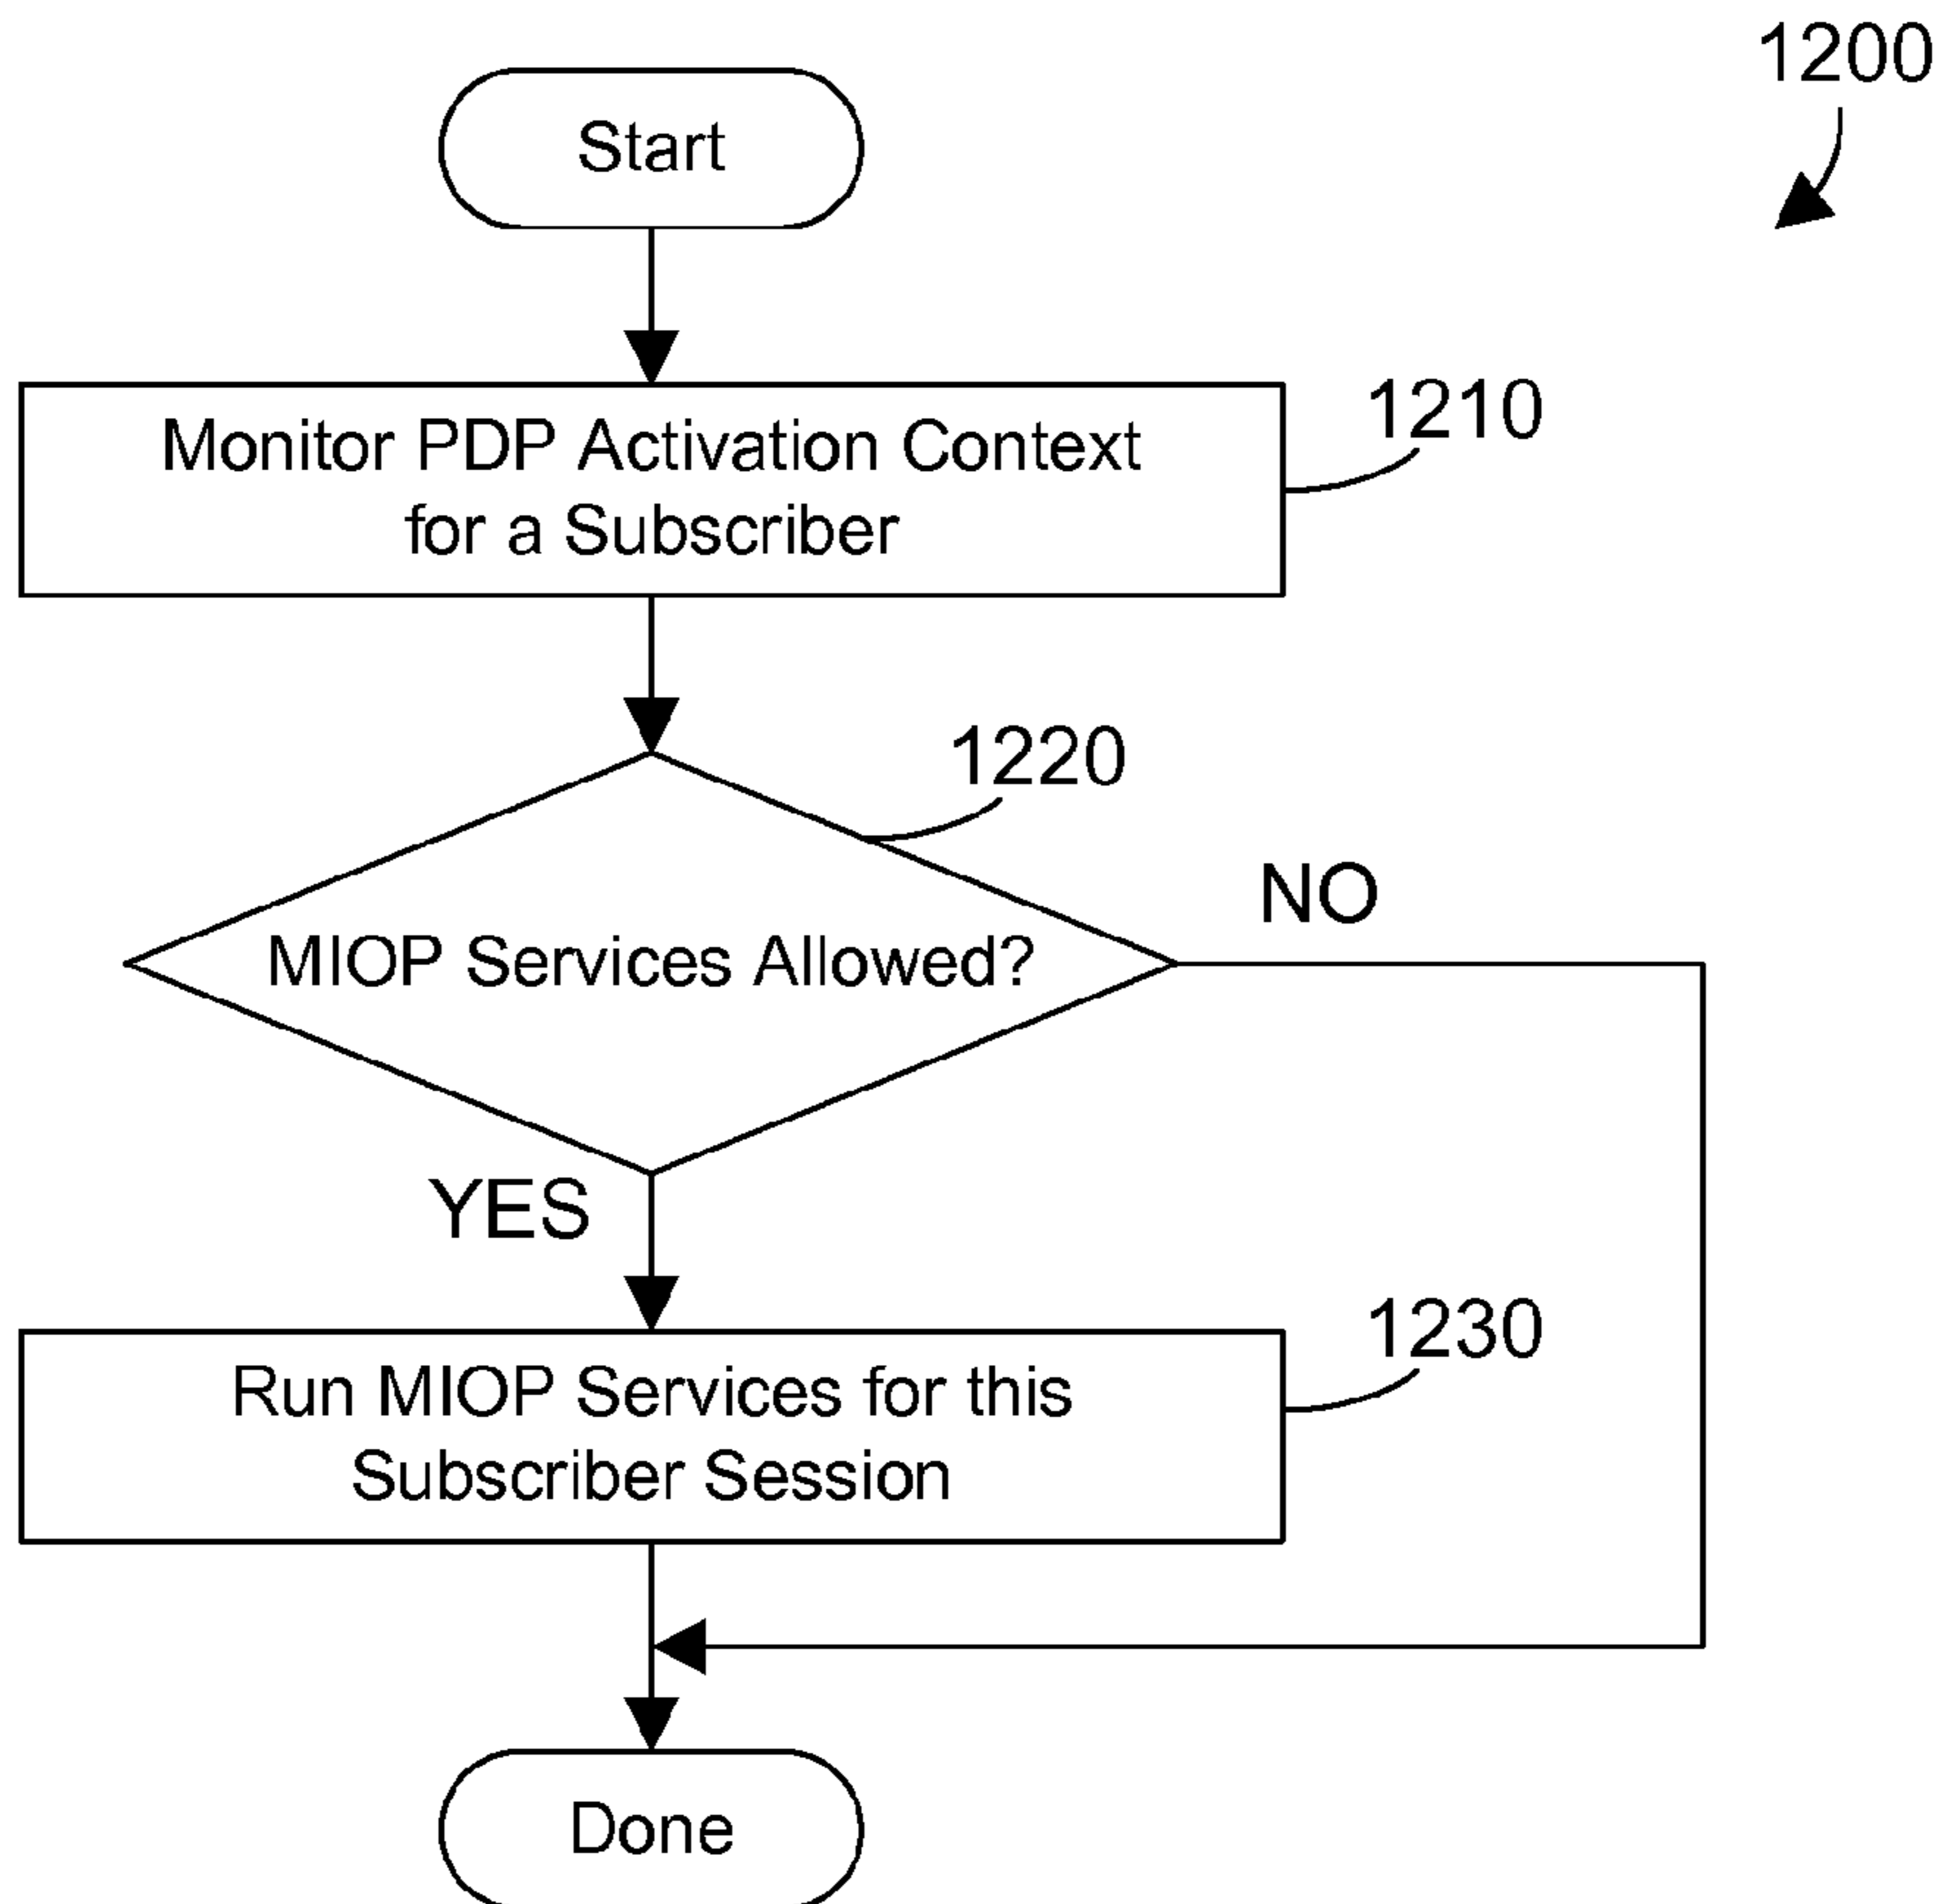 1200
Start
Monitor PDP Activation Context
for a Subscriber
1210
1220
NO
MIOP Services Allowed?
YES
1230
Run MIOP Services for this
Subscriber Session
Done